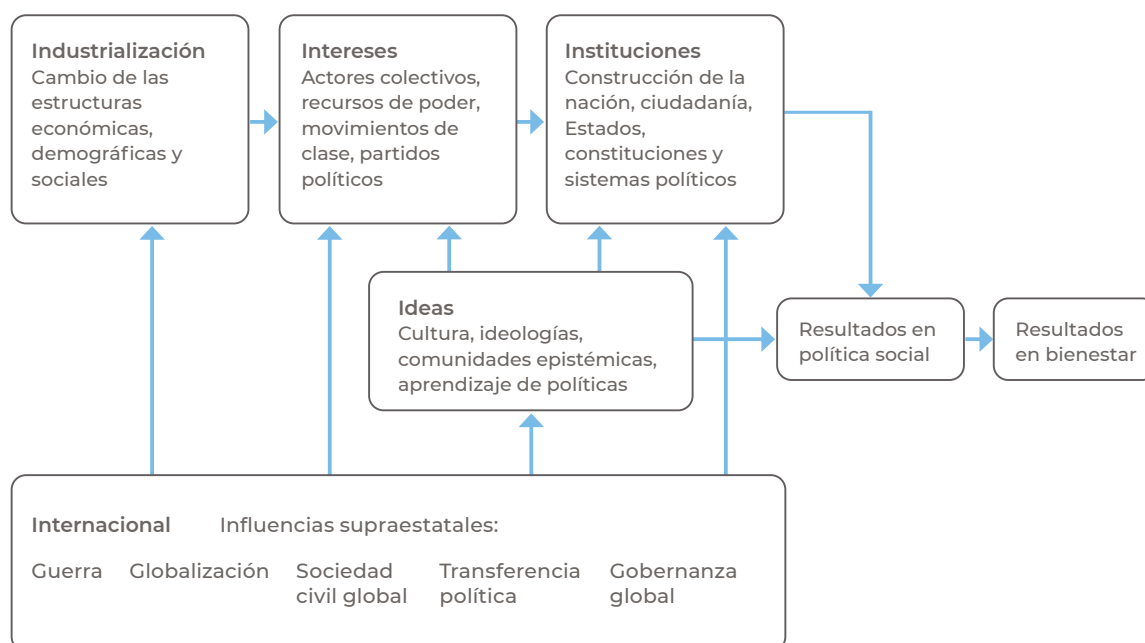 Industrialización
Cambio de las
estructuras
económicas,
demográficas y
sociales
Intereses
Actores colectivos,
recursos de poder,
movimientos de
clase, partidos
políticos
Instituciones
Construcción de la
nación, ciudadanía,
Estados,
constituciones y
sistemas políticos
Ideas
Cultura, ideologías,
comunidades epistémicas,
aprendizaje de políticas
Resultados en
política social
Resultados
en bienestar
Internacional Influencias supraestatales:
Guerra Globalización Sociedad Transferencia Gobernanza
civil global política global